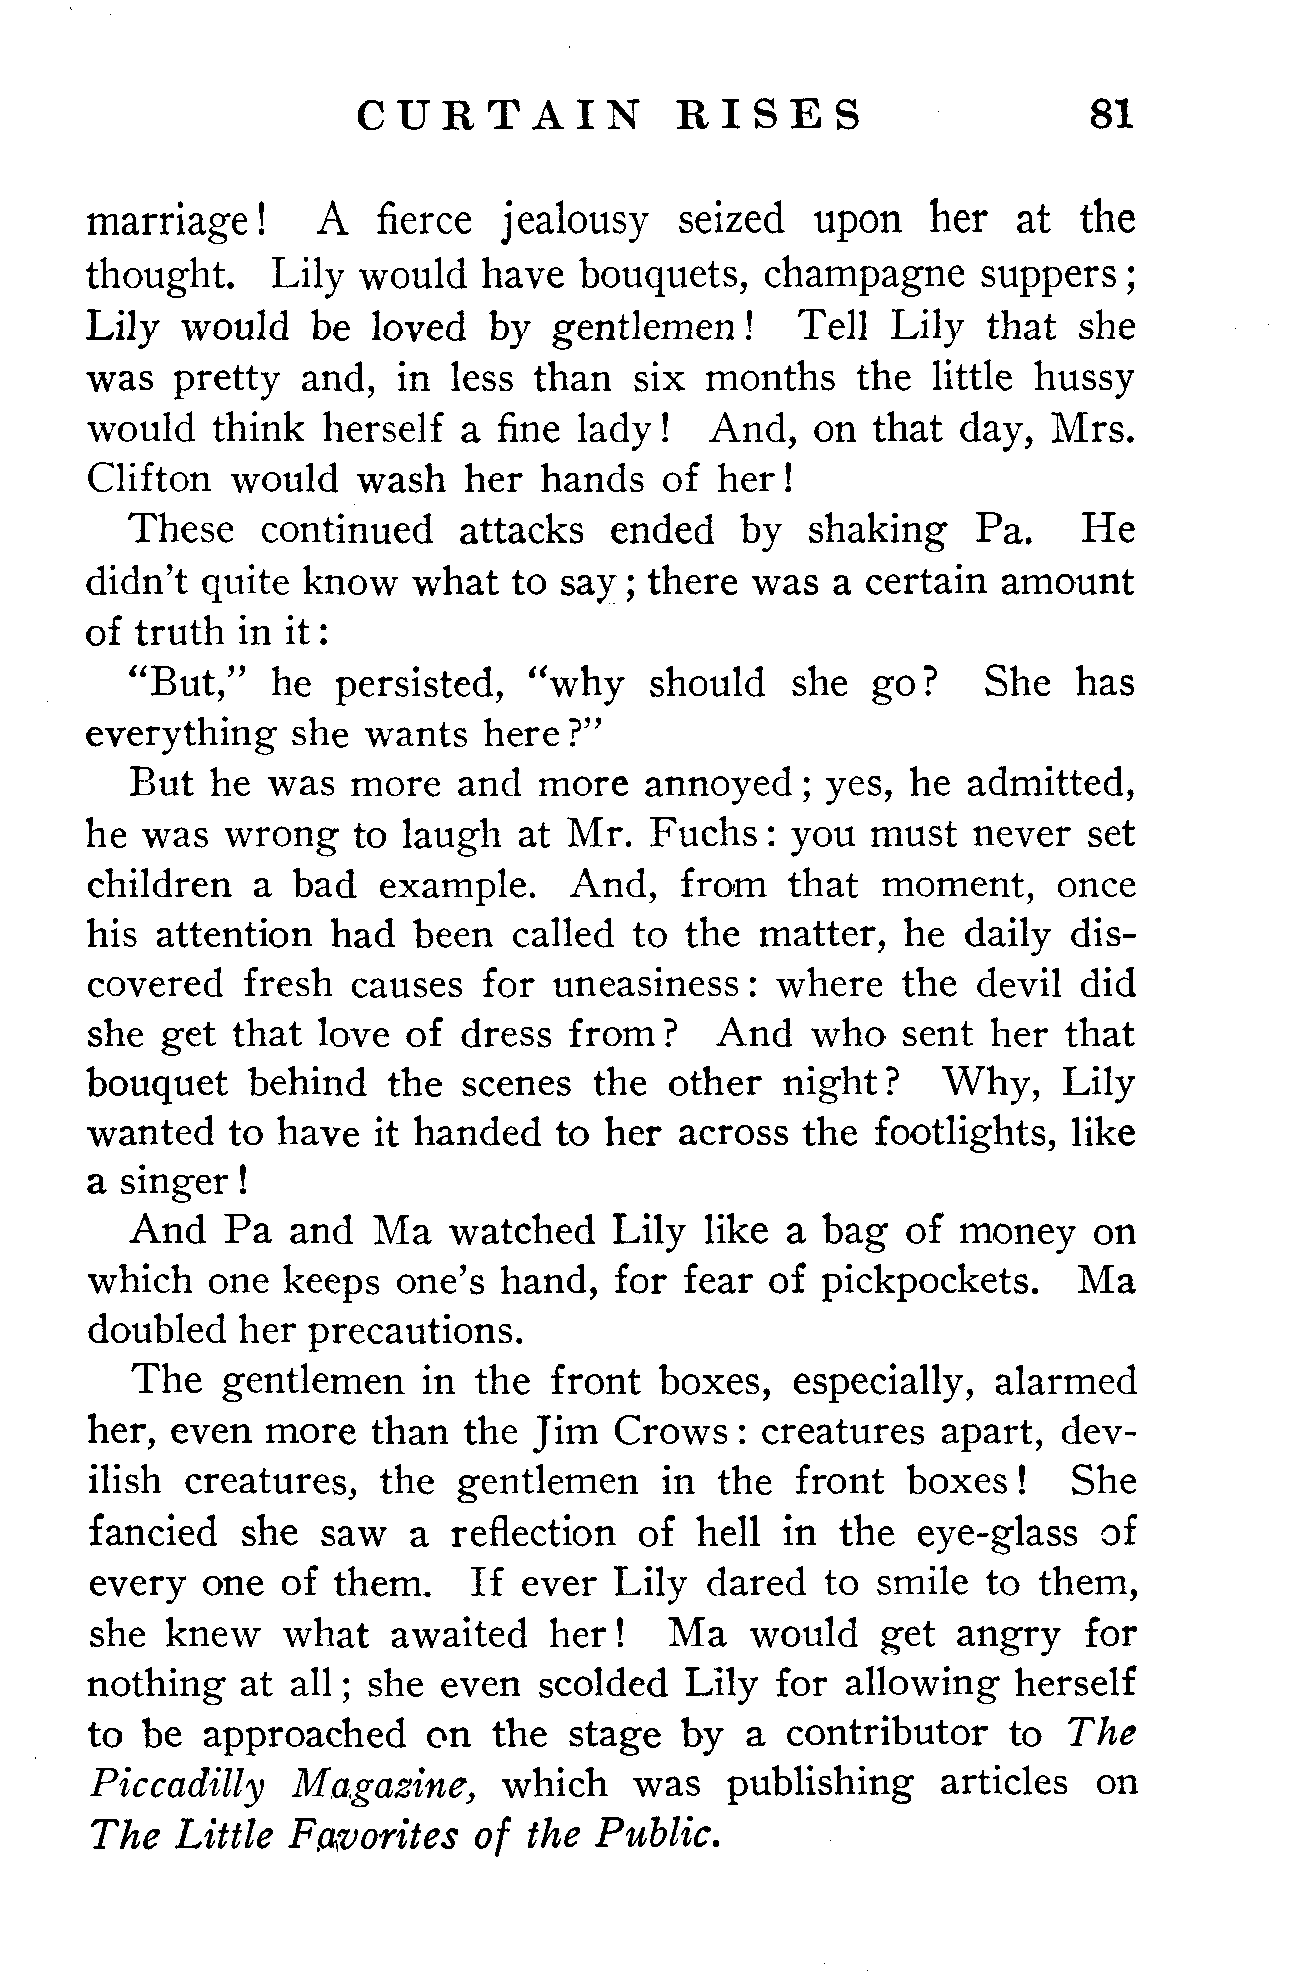 CURTAIN RISES 81
marriage! A fierce jealousy seized upon her at the
thought. Lily would have bouquets, champagne suppers;
Lily would be loved by gentlemen! Tell Lily that she
was pretty and, in less than six months the little hussy
would think herself a fine lady! And, on that day, Mrs.
Clifton would wash her hands of her!
These continued attacks ended by shaking Pa. He
didn't quite know what to say; there was a certain amount
of truth in it:
"But," he persisted, "why should she go? She has
everything she wants here?"
But he was more and more annoyed; yes, he admitted,
he was wrong to laugh at Mr. Fuchs: you must never set
children a bad example. And, from that moment, once
his attention had been called to the matter, he daily dis-
covered fresh causes for uneasiness: where the devil did
she get that love of dress from? And who sent her that
bouquet behind the scenes the other night? Why, Lily
wanted to have it handed to her across the footlights, like
a singer!
And Pa and Ma watched Lily like a bag of money on
which one keeps one's hand, for fear of pickpockets. Ma
doubled her precautions.
The gentlemen in the front boxes, especially, alarmed
her, even more than the Jim Crows: creatures apart, dev-
ilish creatures, the gentlemen in the front boxes! She
fancied she saw a reflection of hell in the eye-glass of
every one of them. If ever Lily dared to smile to them,
she knew what awaited her! Ma would get angry for
nothing at all; she even scolded Lily for allowing herself
to be approached on the stage by a contributor to The
Piccadilly Magazine, which was publishing articles on
The Little Favorites of the Public.